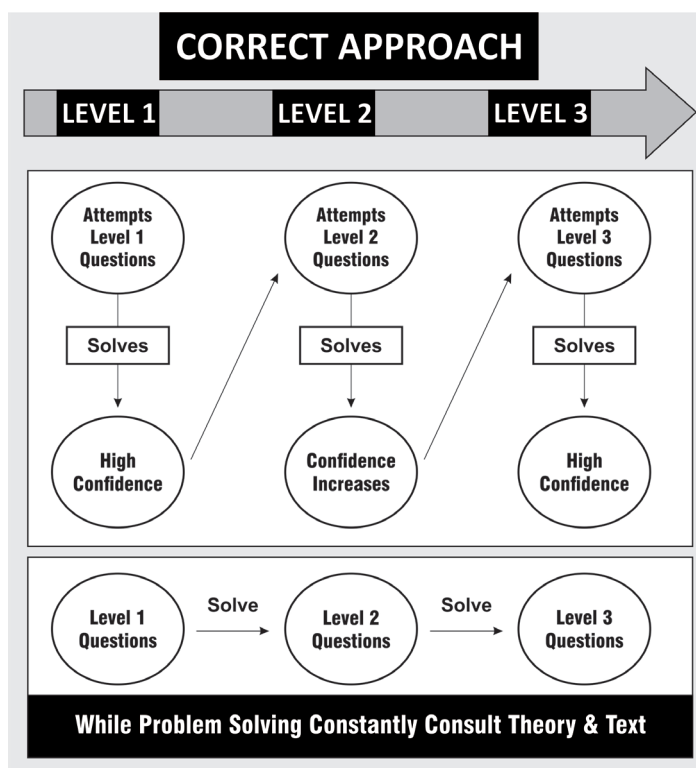 CORRECT APPROACH
LEVEL 1
LEVEL 2
LEVEL 3
Attempts
Level 1
Questions
Solves
High
Confidence
Attempts
Level 2
Questions
Solves
Confidence
Increases
Attempts
Level 3
Questions
Solves
High
Confidence
Level 1
Questions
Solve
Level 2
Questions
Solve
Level 3
Questions
While Problem Solving Constantly Consult Theory & Text